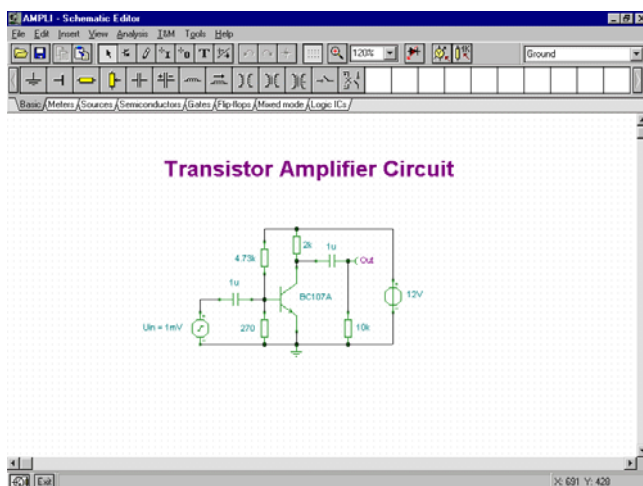 AMPLI - Schematic Editor
File Edit Insert View Analysis T&M Tools Help
120% Ground
Basic Meters Sources Semiconductors Gates Flip-flops Mixed mode Logic ICs
Transistor Amplifier Circuit
2k
4.73k
1u
Out
1u
BC107A
12V
Uin = 1mV
270
10k
Exit
X: 691 Y: 428